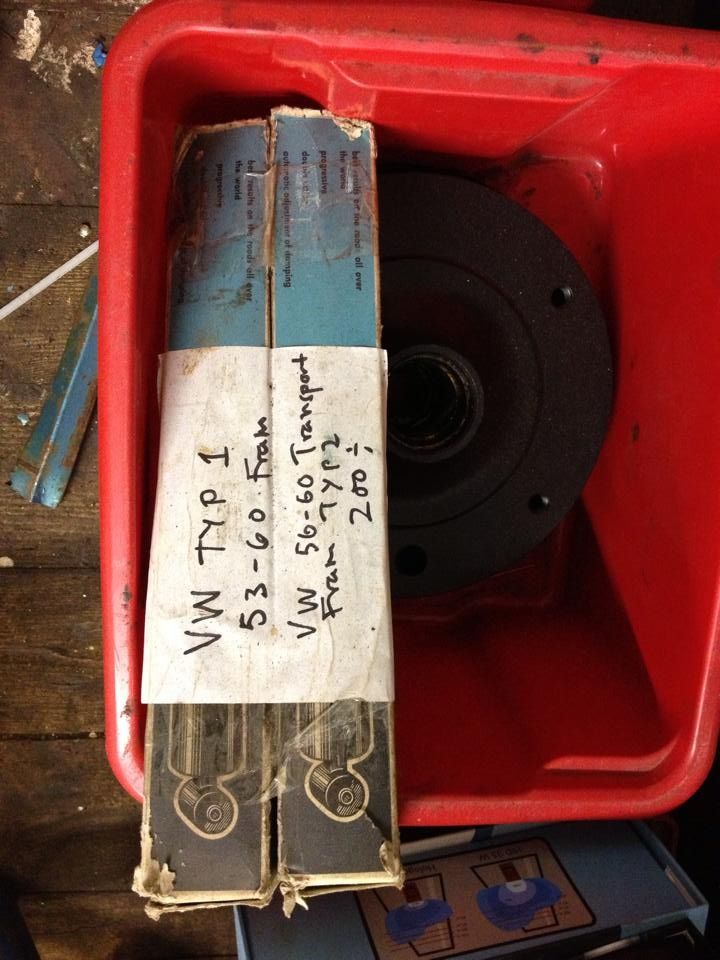 best results on the roads all over
the world
progressive
best results on the roads all over
the world
progressive
automatic adjustment of damping
VW TYP 1
53-60 Fram
VW 56-60 Transport
Fram TYP 2
200 ÷